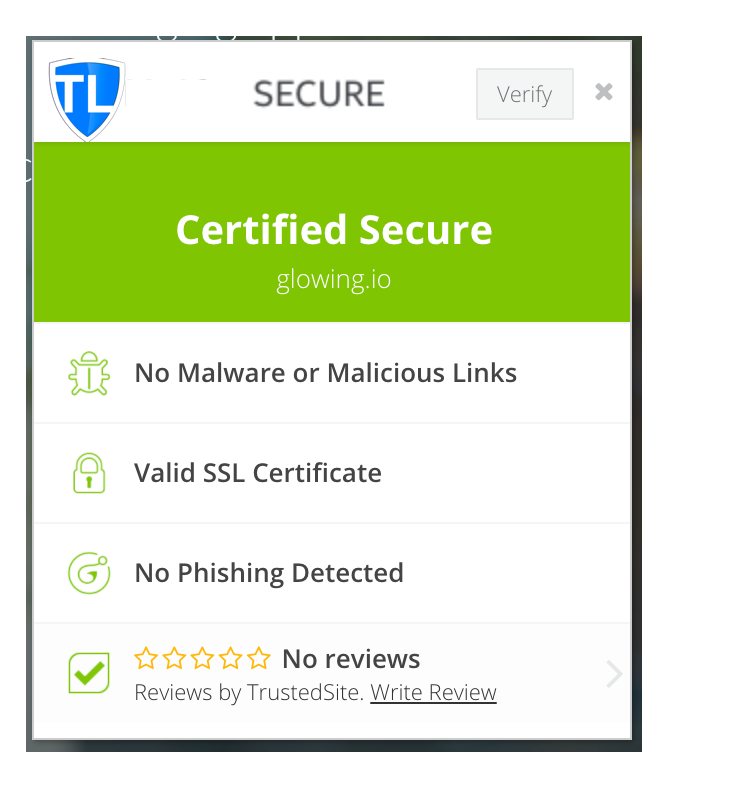 TL
SECURE
Verify
Certified Secure
glowing.io
No Malware or Malicious Links
Valid SSL Certificate
No Phishing Detected
No reviews
Reviews by TrustedSite. Write Review